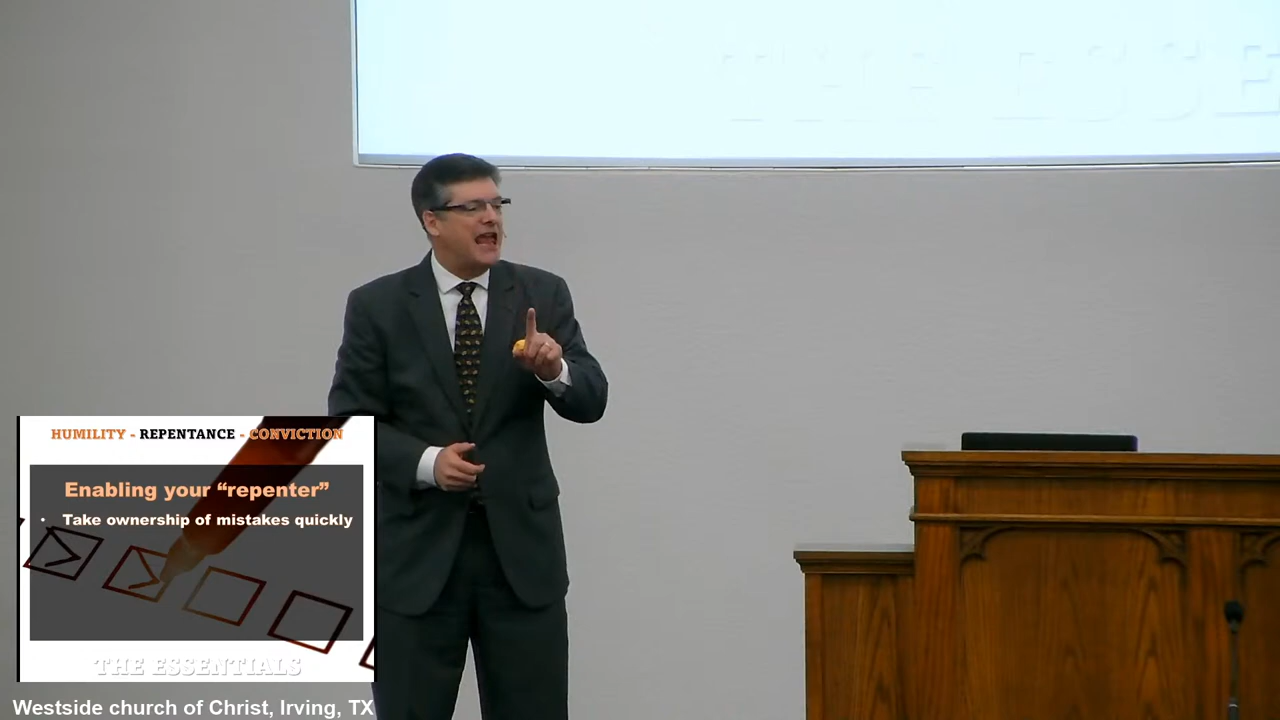 HUMILITY - REPENTANCE - CONVICTION
Enabling your “repenter”
• Take ownership of mistakes quickly
THE ESSENTIALS
Westside church of Christ, Irving, TX